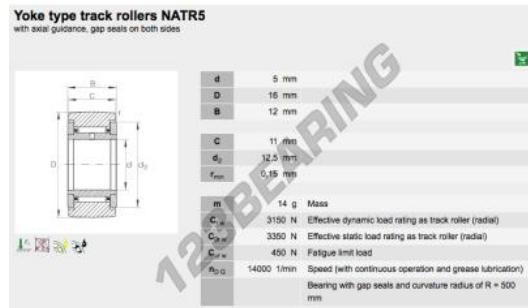 Yoke type track rollers NATR5
with axial guidance, gap seals on both sides
B
C
r
D
d
d₂
d 5 mm
D 16 mm
B 12 mm
C 11 mm
d₂ 12,5 mm
rmin 0,15 mm
m 14 g Mass
Cr w 3150 N Effective dynamic load rating as track roller (radial)
C0r w 3350 N Effective static load rating as track roller (radial)
Cur w 450 N Fatigue limit load
nD G 14000 1/min Speed (with continuous operation and grease lubrication)
Bearing with gap seals and curvature radius of R = 500
mm
123BEARING